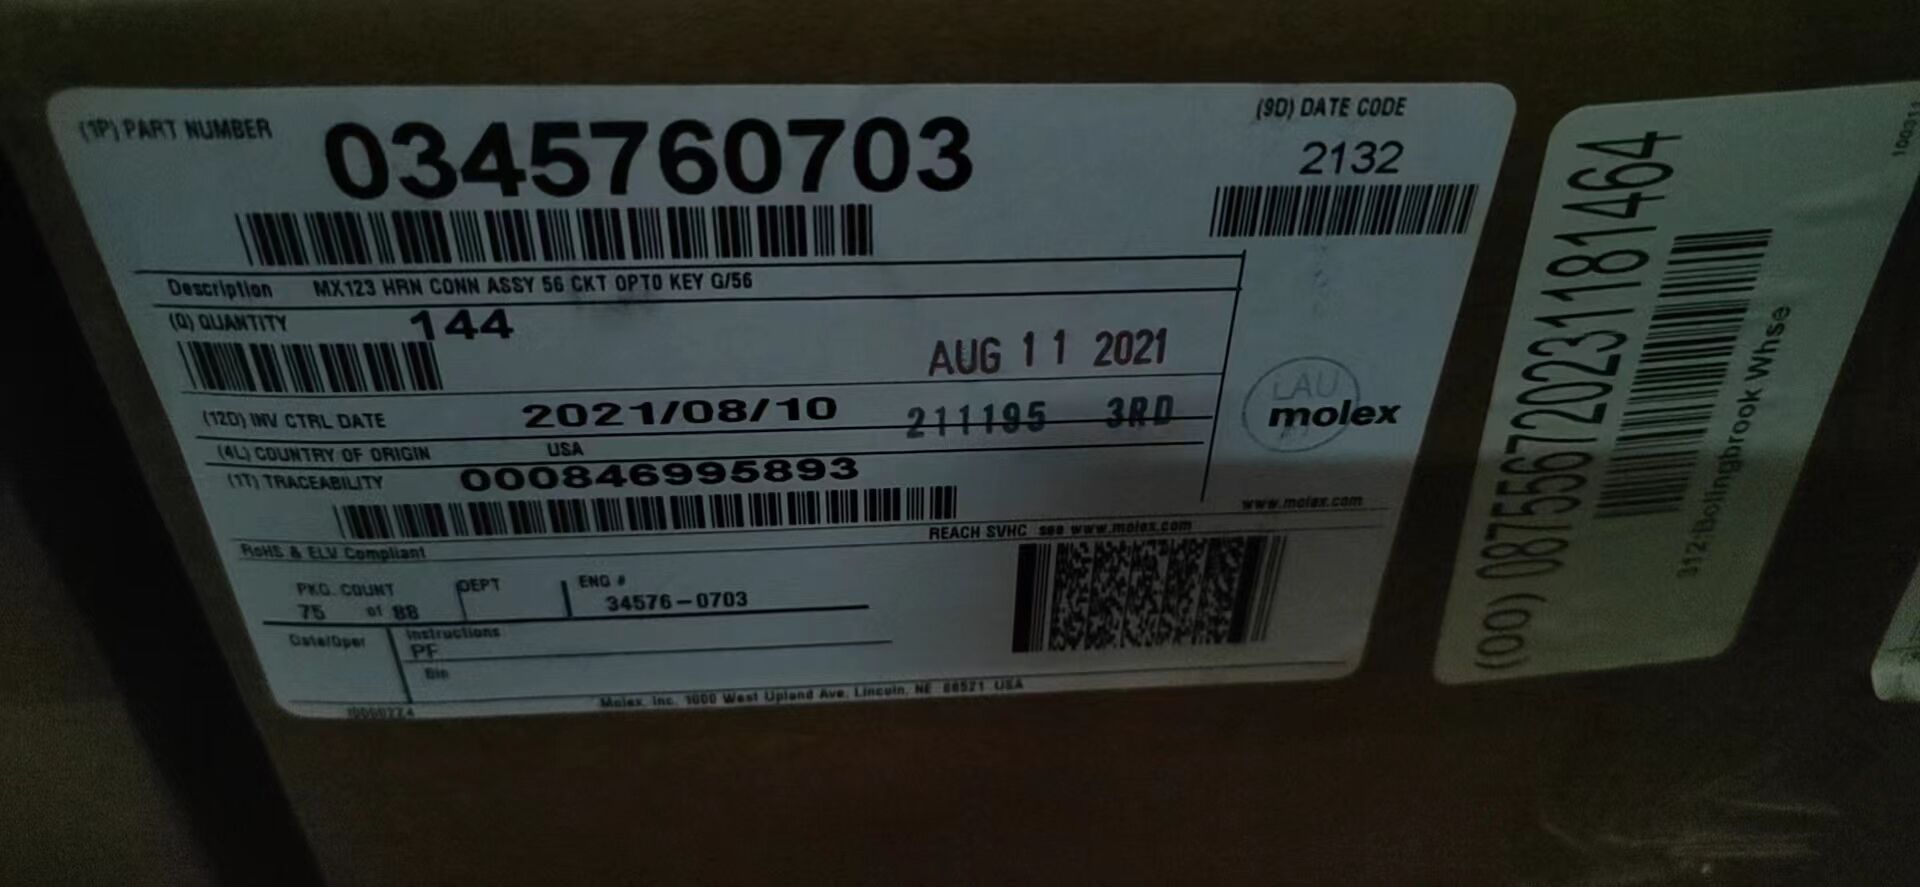 (1P) PART NUMBER
0345760703
(9D) DATE CODE
2132
Description MX123 HRN CONN ASSY 56 CKT OPTO KEY G/56
(Q) QUANTITY
144
AUG 11 2021
(12D) INV CTRL DATE
2021/08/10
211195 3RD
LAU
molex
(4L) COUNTRY OF ORIGIN
USA
(1T) TRACEABILITY
000846995893
www.molex.com
REACH SVHC see www.molex.com
RoHS & ELV Compliant
PKG. COUNT
75 of 88
DEPT
ENG #
34576-0703
Date/Oper
Instructions
PF
Bin
Molex, Inc. 1000 West Upland Ave. Lincoln, NE 68521 USA
(00) 087556720231181464
312-Bolingbrook Whse